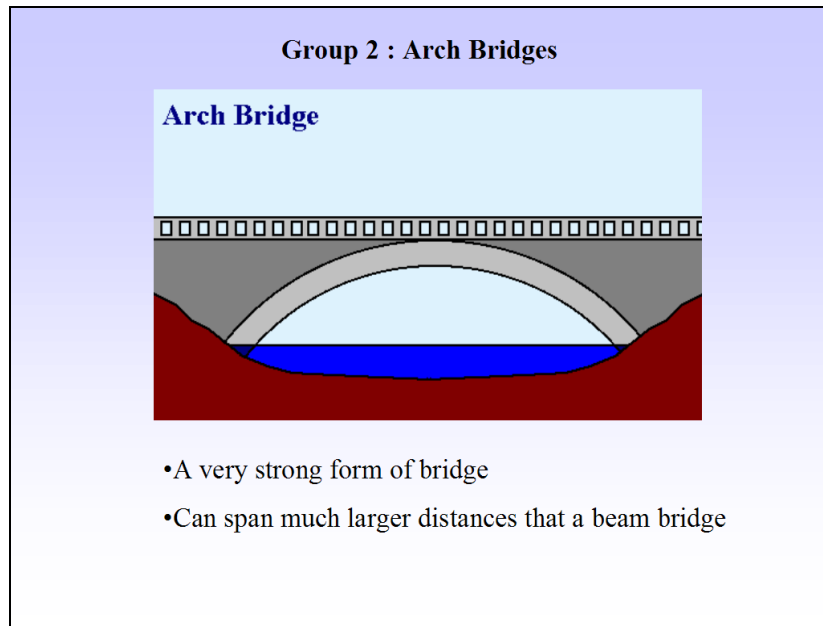 Group 2 : Arch Bridges
Arch Bridge
•A very strong form of bridge
•Can span much larger distances that a beam bridge